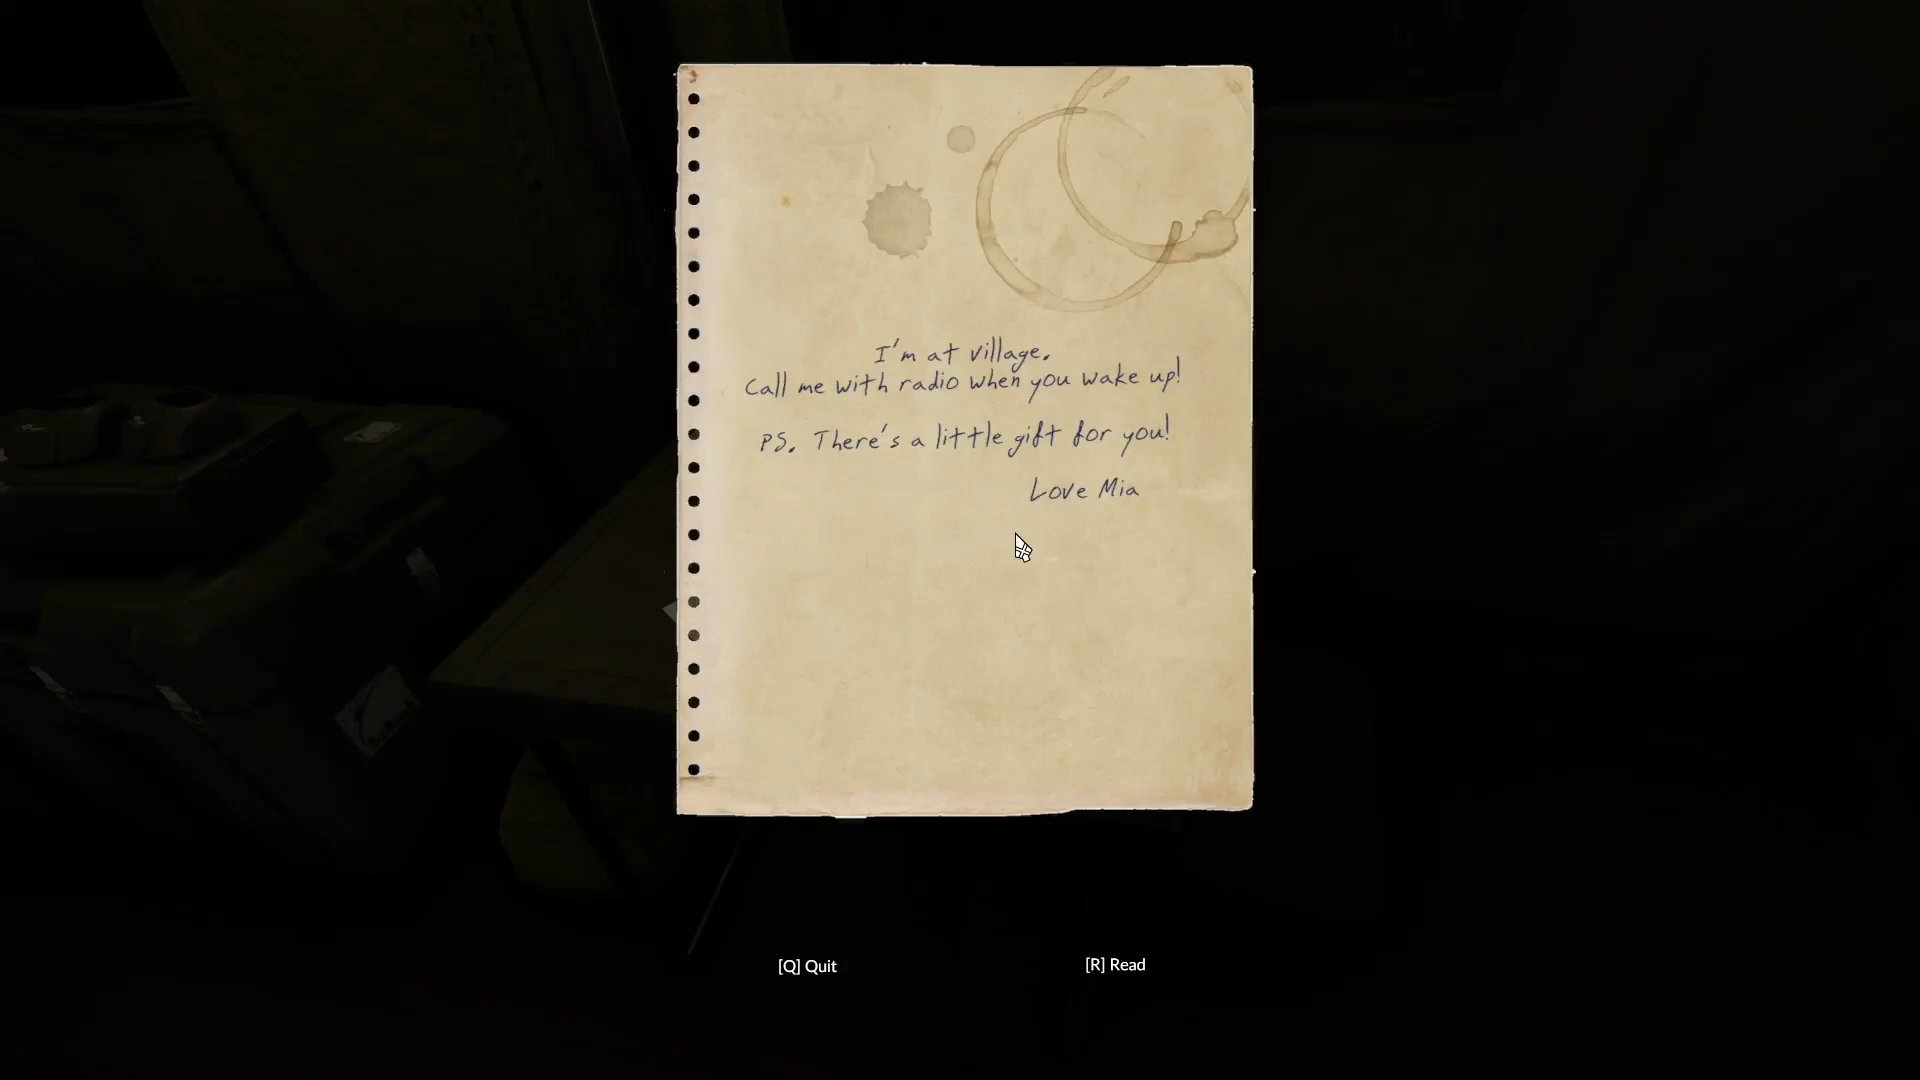 I'm at village.
Call me with radio when you wake up!
PS. There's a little gift for you!
Love Mia
[Q] Quit
[R] Read